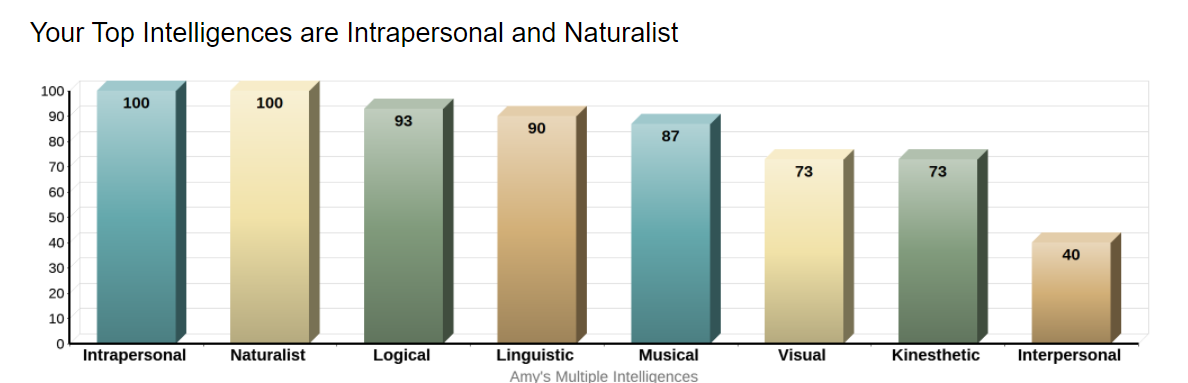 Your Top Intelligences are Intrapersonal and Naturalist
100
90
80
70
60
50
40
30
20
10
0
100 100 93 90 87 73 73 40
Intrapersonal Naturalist Logical Linguistic Musical Visual Kinesthetic Interpersonal
Amy's Multiple Intelligences